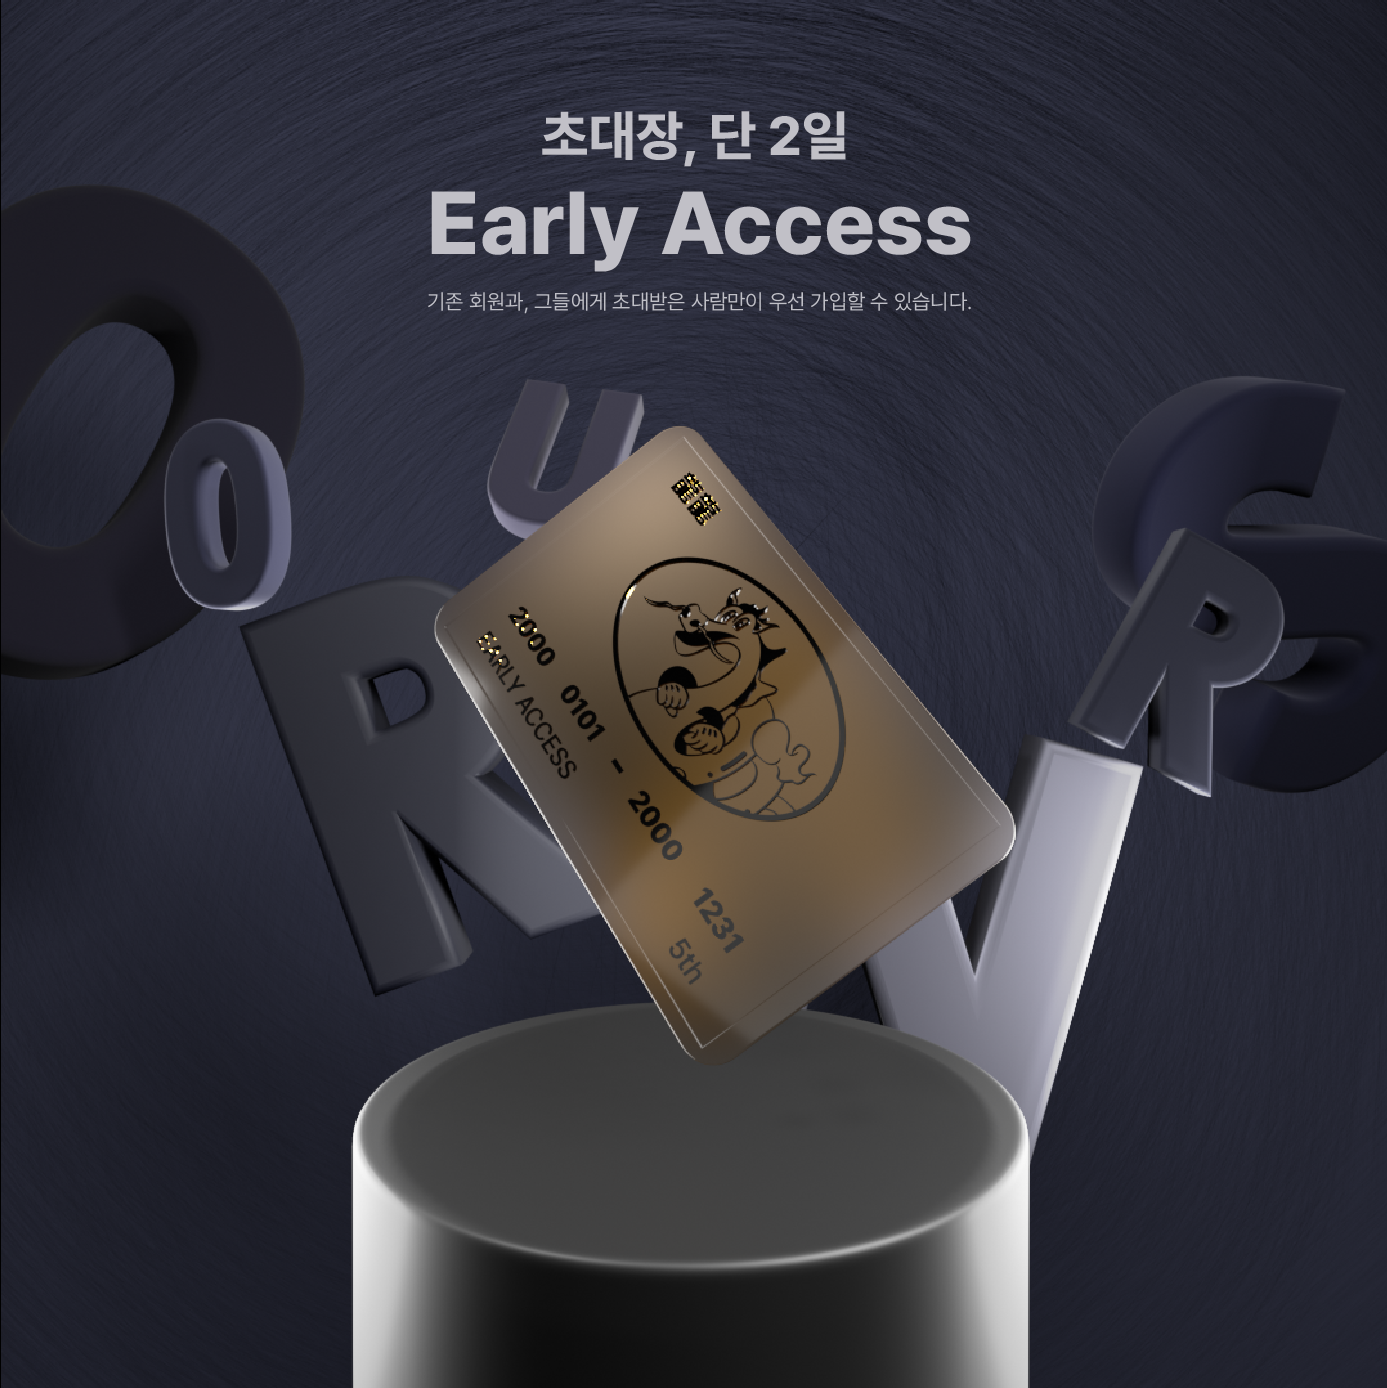 초대장, 단 2일
Early Access
기존 회원과, 그들에게 초대받은 사람만이 우선 가입할 수 있습니다.
O
O
U
R
S
R
V
2000 0101 - 2000 1231
EARLY ACCESS 5th